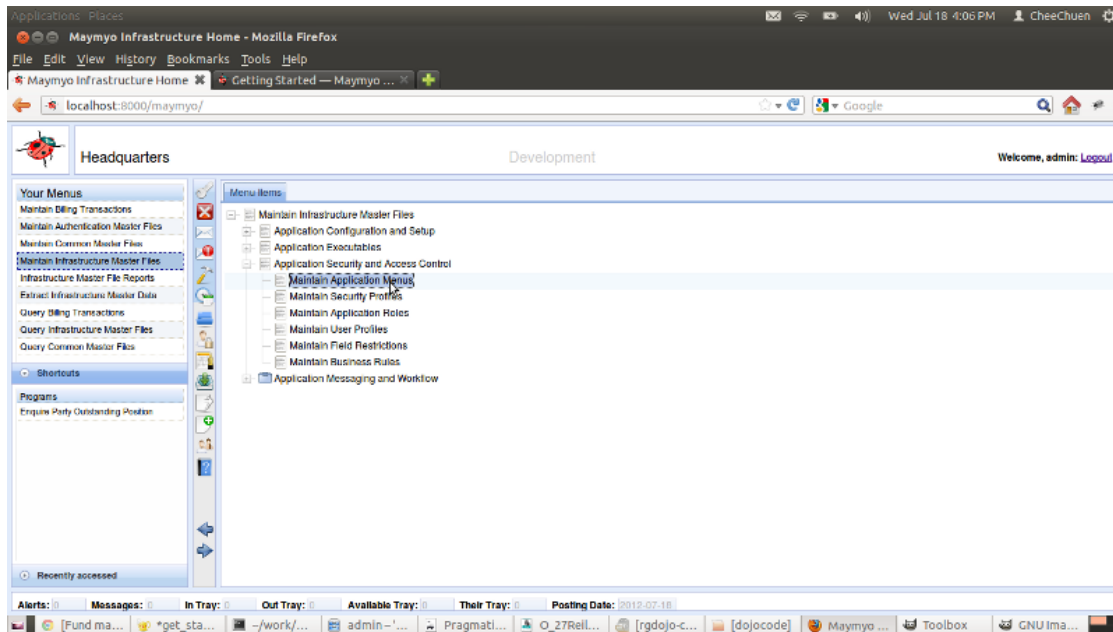 Applications Places
Wed Jul 18 4:06 PM CheeChuen
Maymyo Infrastructure Home - Mozilla Firefox
File Edit View History Bookmarks Tools Help
Maymyo Infrastructure Home
Getting Started — Maymyo ...
localhost:8000/maymyo/
Google
Headquarters
Development
Welcome, admin: Logout
Your Menus
Maintain Billing Transactions
Maintain Authentication Master Files
Maintain Common Master Files
Maintain Infrastructure Master Files
Infrastructure Master File Reports
Extract Infrastructure Master Data
Query Billing Transactions
Query Infrastructure Master Files
Query Common Master Files
Shortcuts
Programs
Enquire Party Outstanding Position
Recently accessed
Menu Items
Maintain Infrastructure Master Files
Application Configuration and Setup
Application Executables
Application Security and Access Control
Maintain Application Menus
Maintain Security Profiles
Maintain Application Roles
Maintain User Profiles
Maintain Field Restrictions
Maintain Business Rules
Application Messaging and Workflow
Alerts: 0 Messages: 0 In Tray: 0 Out Tray: 0 Available Tray: 0 Their Tray: 0 Posting Date: 2012-07-18
[Fund ma... *get_sta... ~/work/... admin-'... Pragmati... O_27Reil... [rgdojo-c... [dojocode] Maymyo ... Toolbox GNU Ima...